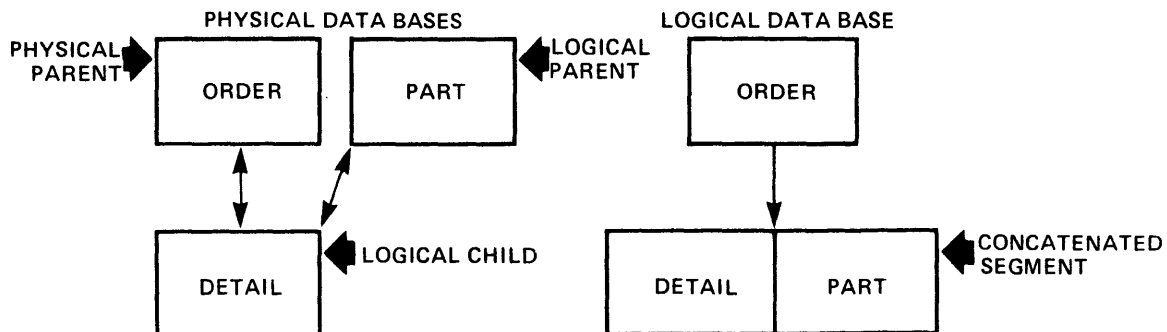 PHYSICAL DATA BASES
LOGICAL DATA BASE
PHYSICAL
PARENT
ORDER
PART
LOGICAL
PARENT
ORDER
DETAIL
LOGICAL CHILD
DETAIL
PART
CONCATENATED
SEGMENT